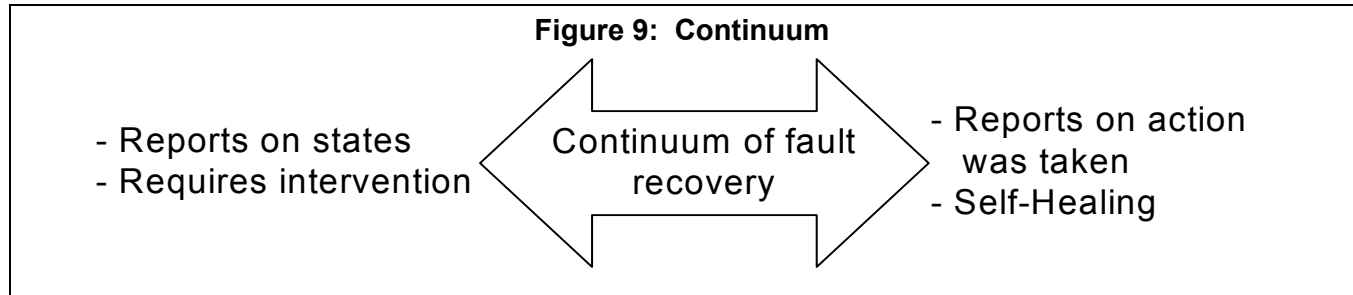 Figure 9: Continuum
- Reports on states
- Requires intervention
Continuum of fault
recovery
- Reports on action
was taken
- Self-Healing